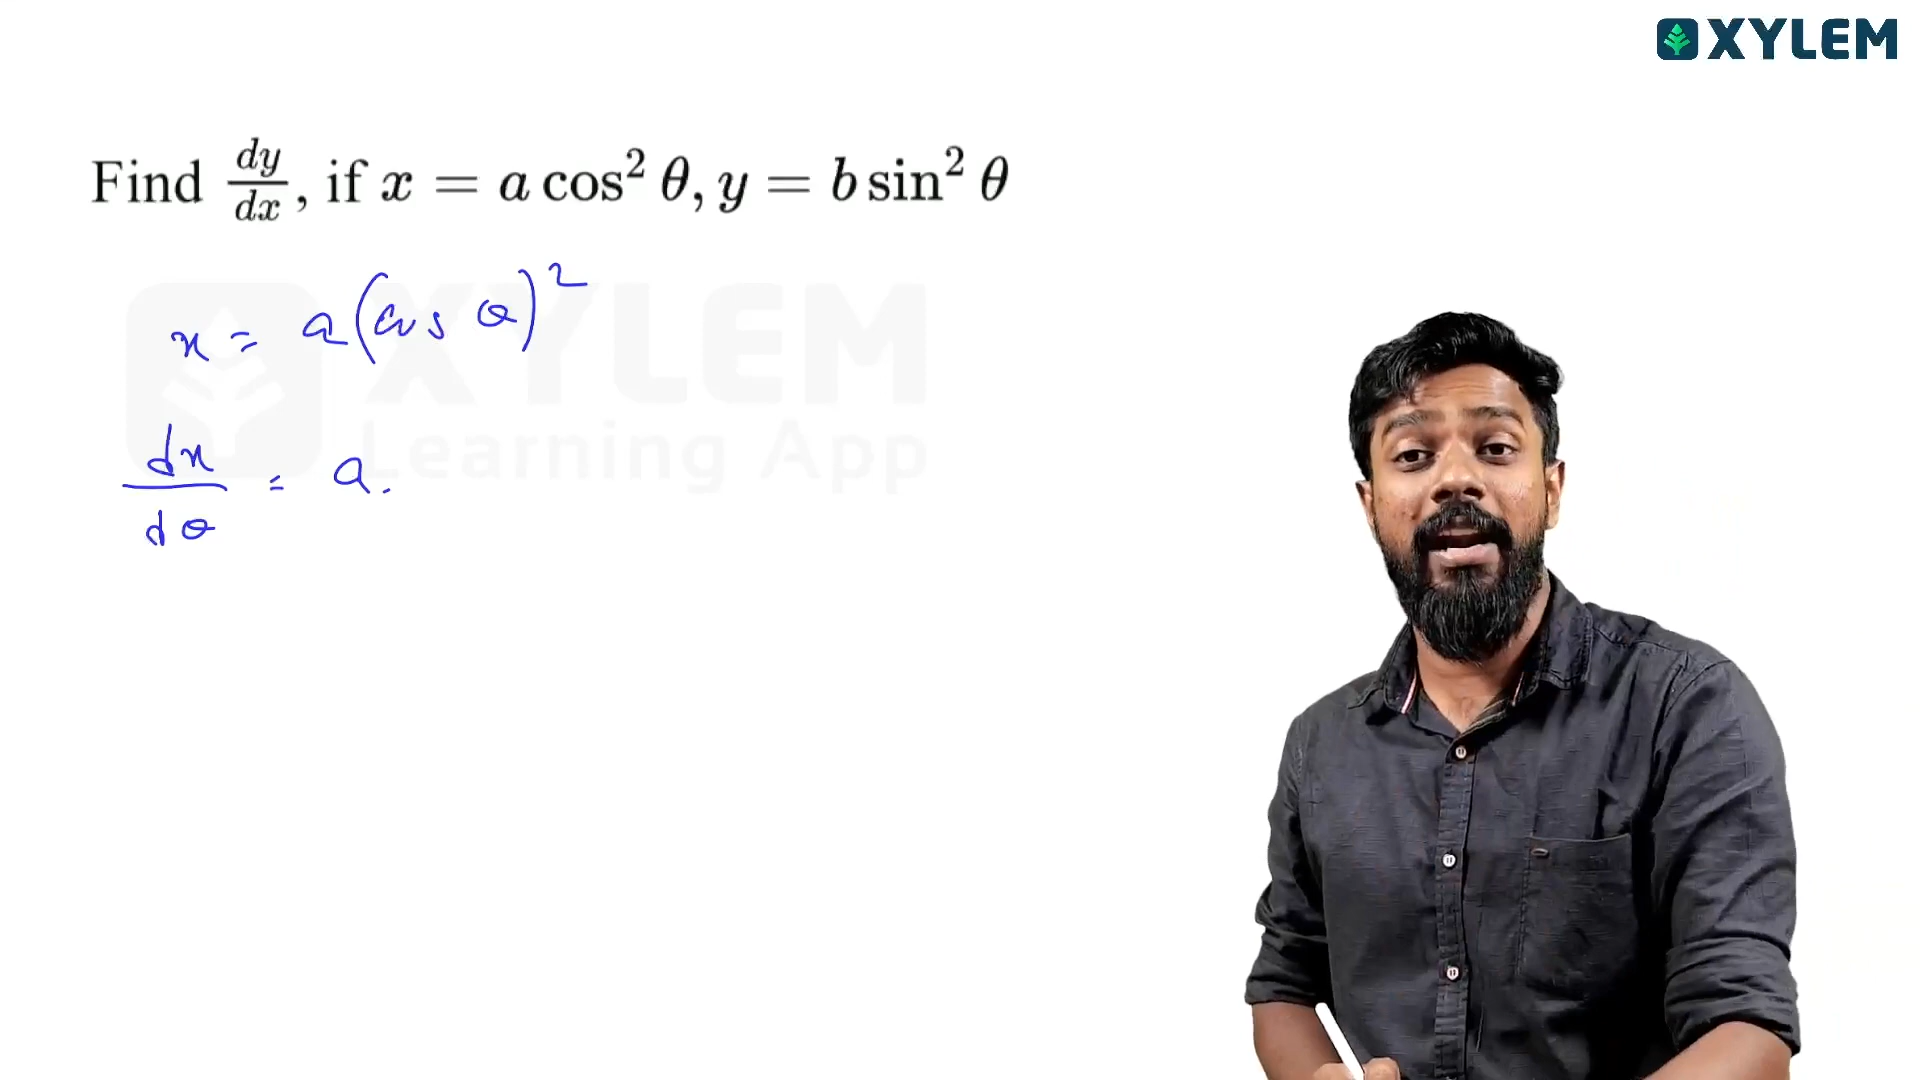 XYLEM
Find dy/dx, if x = a cos² θ, y = b sin² θ
x = a(cos θ)²
XYLEM
Learning App
dx/dθ = a.